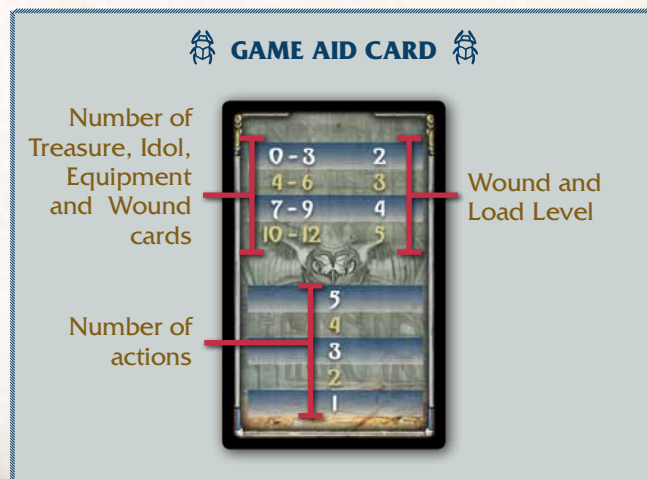 GAME AID CARD
Number of
Treasure, Idol,
Equipment
and Wound
cards
0-3 2
4-6 3
7-9 4
10-12 5
Wound and
Load Level
Number of
actions
5
4
3
2
1